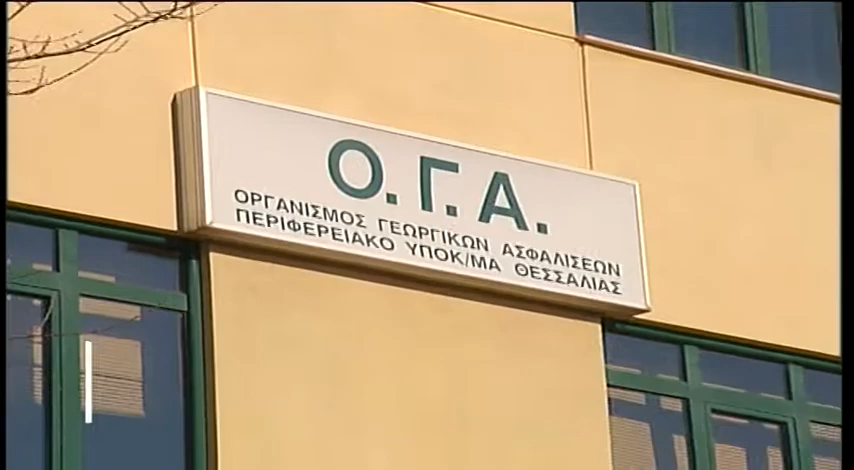 Ο.Γ.Α.
ΟΡΓΑΝΙΣΜΟΣ ΓΕΩΡΓΙΚΩΝ ΑΣΦΑΛΙΣΕΩΝ
ΠΕΡΙΦΕΡΕΙΑΚΟ ΥΠΟΚ/ΜΑ ΘΕΣΣΑΛΙΑΣ